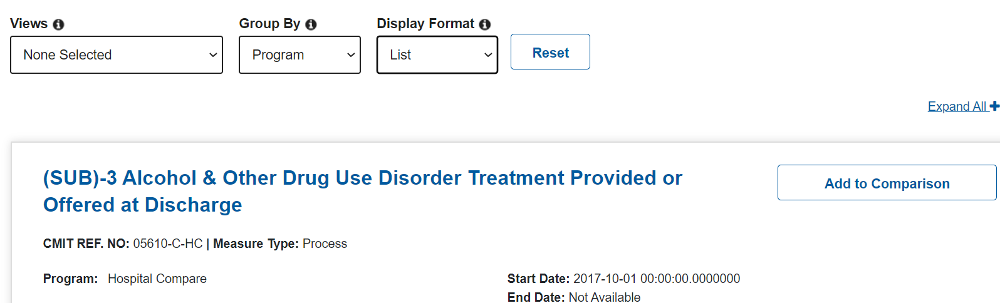 Views
Group By
Display Format
None Selected
Program
List
Reset
Expand All
(SUB)-3 Alcohol & Other Drug Use Disorder Treatment Provided or
Offered at Discharge
Add to Comparison
CMIT REF. NO: 05610-C-HC | Measure Type: Process
Program: Hospital Compare
Start Date: 2017-10-01 00:00:00.0000000
End Date: Not Available